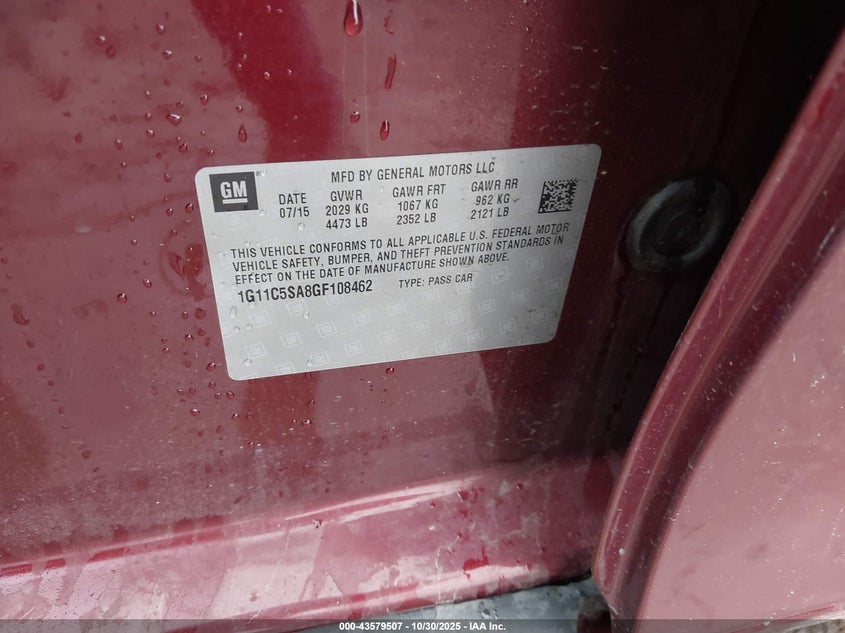 GM
MFD BY GENERAL MOTORS LLC
DATE GVWR GAWR FRT GAWR RR
07/15 2029 KG 1067 KG 962 KG
4473 LB 2352 LB 2121 LB
THIS VEHICLE CONFORMS TO ALL APPLICABLE U.S. FEDERAL MOTOR
VEHICLE SAFETY, BUMPER, AND THEFT PREVENTION STANDARDS IN
EFFECT ON THE DATE OF MANUFACTURE SHOWN ABOVE.
1G11C5SA8GF108462 TYPE: PASS CAR
000-43579507 - 10/30/2025 - IAA Inc.